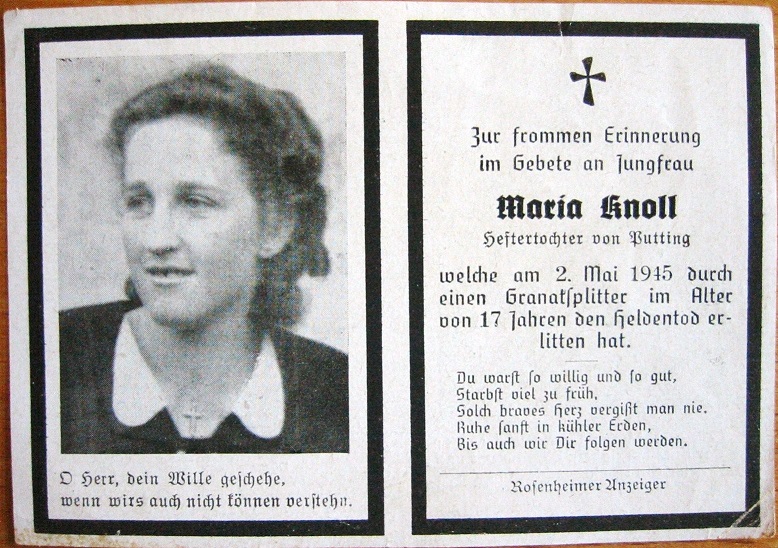 O Herr, dein Wille geschehe,
wenn wirs auch nicht können verstehn.
Zur frommen Erinnerung
im Gebete an Jungfrau
Maria Knoll
Heftertochter von Putting
welche am 2. Mai 1945 durch
einen Granatſplitter im Alter
von 17 Jahren den Heldentod er-
litten hat.
Du warſt ſo willig und ſo gut,
Starbſt viel zu früh,
Solch braves Herz vergißt man nie.
Ruhe ſanft in kühler Erden,
Bis auch wir Dir folgen werden.
Roſenheimer Anzeiger